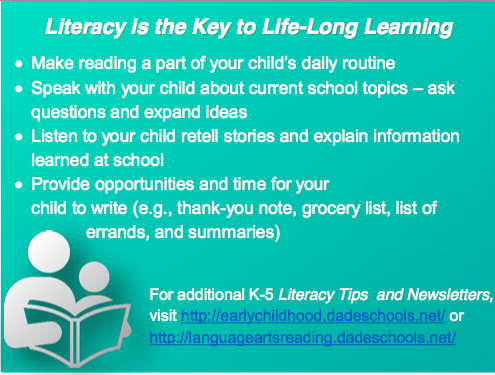 Literacy is the Key to Life-Long Learning
• Make reading a part of your child's daily routine
• Speak with your child about current school topics – ask
questions and expand ideas
• Listen to your child retell stories and explain information
learned at school
• Provide opportunities and time for your
child to write (e.g., thank-you note, grocery list, list of
errands, and summaries)
For additional K-5 Literacy Tips and Newsletters,
visit http://earlychildhood.dadeschools.net/ or
http://languageartsreading.dadeschools.net/